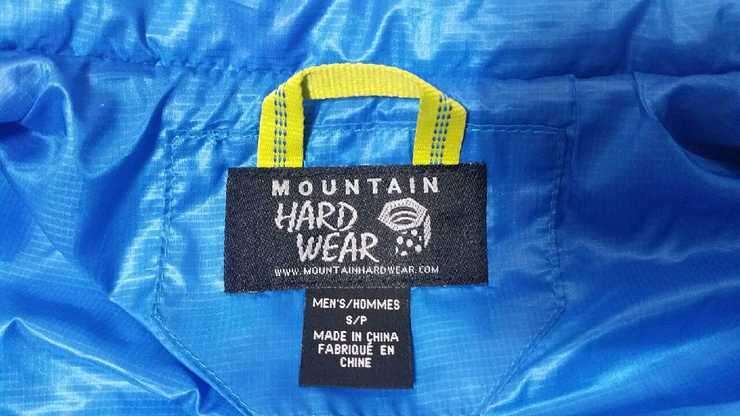 MOUNTAIN
HARD
WEAR
WWW.MOUNTAINHARDWEAR.COM
MEN'S/HOMMES
S/P
MADE IN CHINA
FABRIQUÉ EN
CHINE